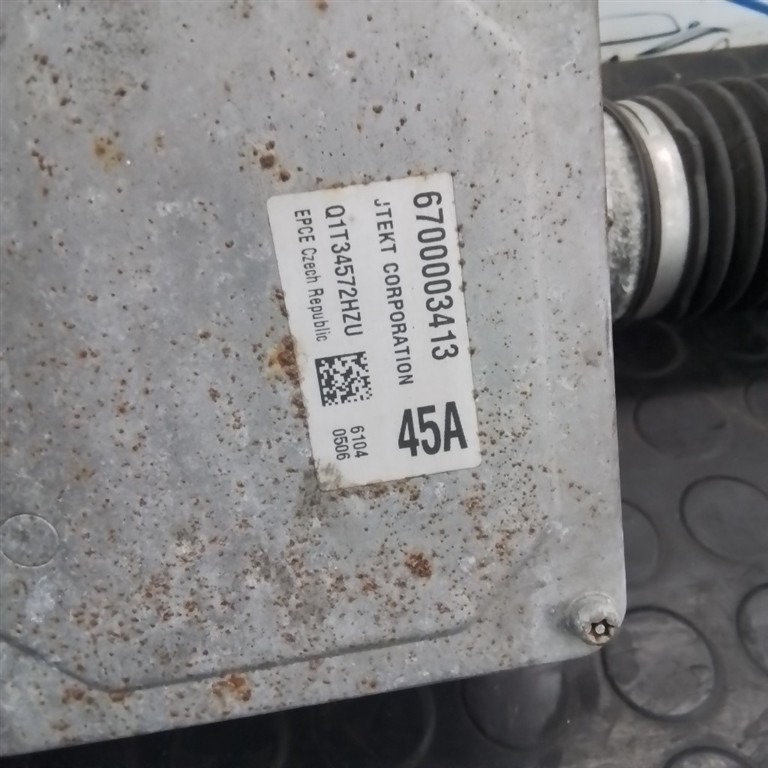 6700003413
JTEKT CORPORATION
45A
Q1T34572HZU
EPCE Czech Republic
6104
0506